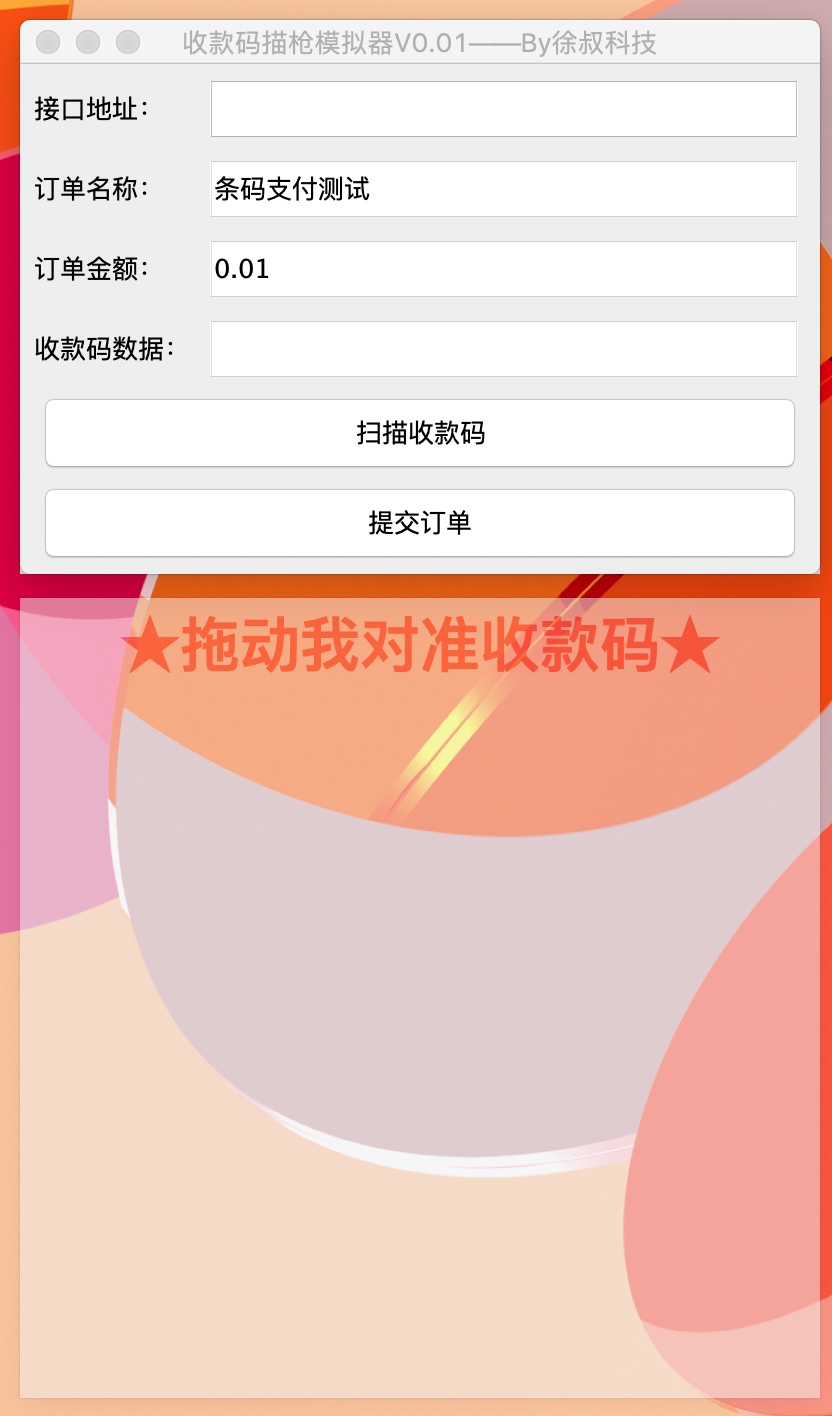 收款码描枪模拟器V0.01——By徐叔科技
接口地址：
订单名称： 条码支付测试
订单金额： 0.01
收款码数据：
扫描收款码
提交订单
★拖动我对准收款码★